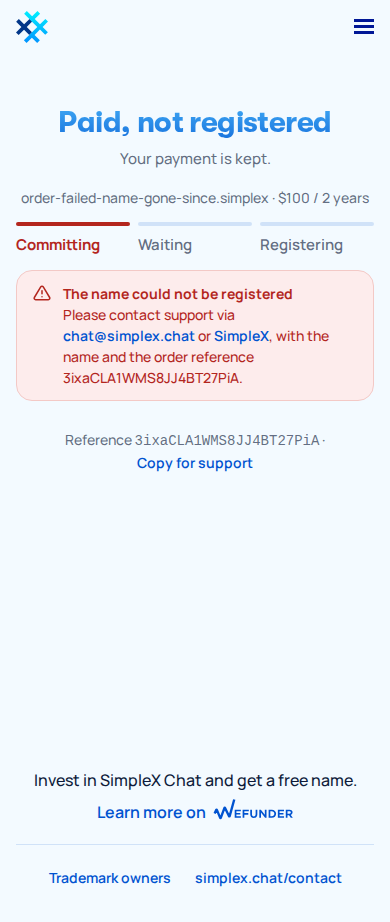 Paid, not registered
Your payment is kept.
order-failed-name-gone-since.simplex · $100 / 2 years
Committing Waiting Registering
The name could not be registered
Please contact support via
chat@simplex.chat or SimpleX, with the
name and the order reference
3ixaCLA1WMS8JJ4BT27PiA.
Reference 3ixaCLA1WMS8JJ4BT27PiA ·
Copy for support
Invest in SimpleX Chat and get a free name.
Learn more on WEFUNDER
Trademark owners simplex.chat/contact